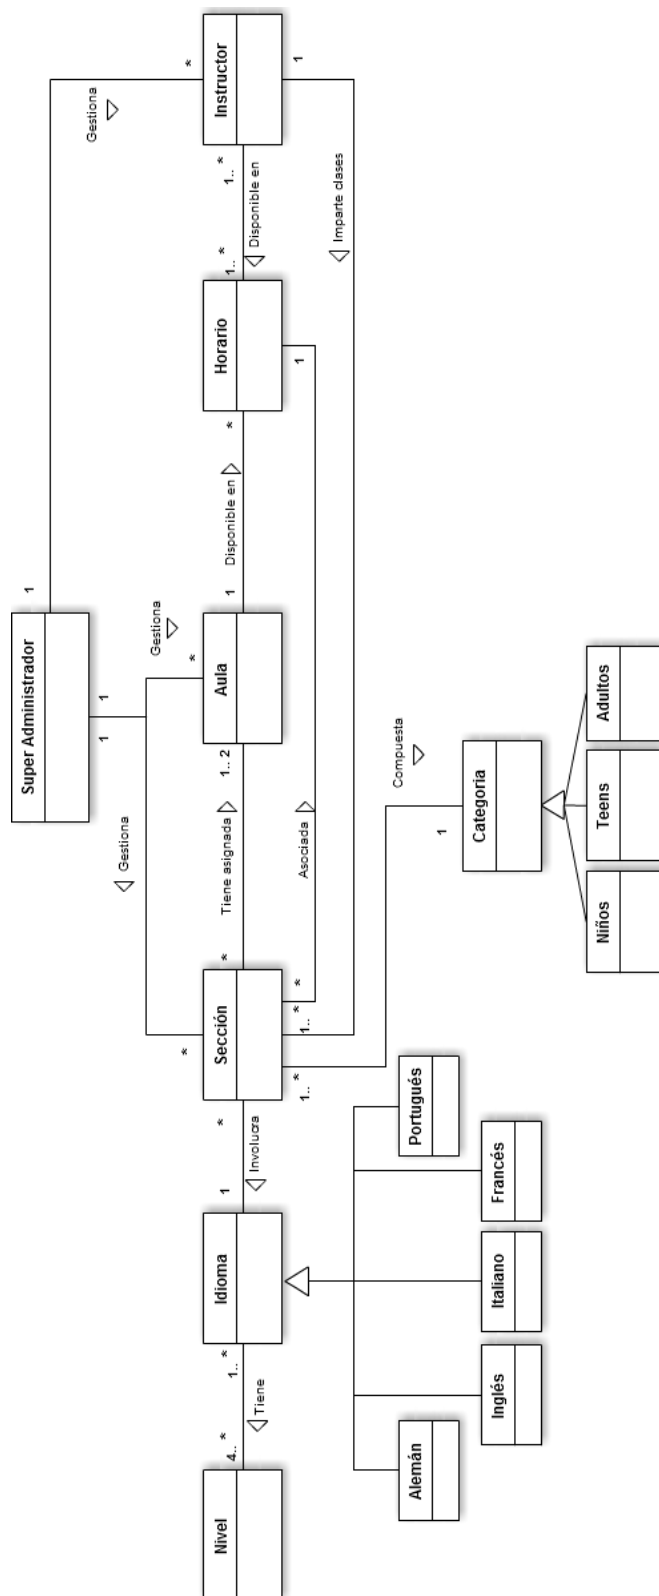 Super Administrador
1
1
1
Gestiona
Gestiona
Gestiona
*
*
*
Nivel
4.. *
Tiene
1.. *
Idioma
1
Involucra
*
Sección
*
Tiene asignada
1.. 2
Aula
1
Disponible en
*
Horario
1.. *
Disponible en
1.. *
Instructor
1.. *
1.. *
*
Asociada
1
Imparte clases
1
Compuesta
1
Categoria
Alemán
Portugués
Inglés
Italiano
Francés
Niños
Teens
Adultos